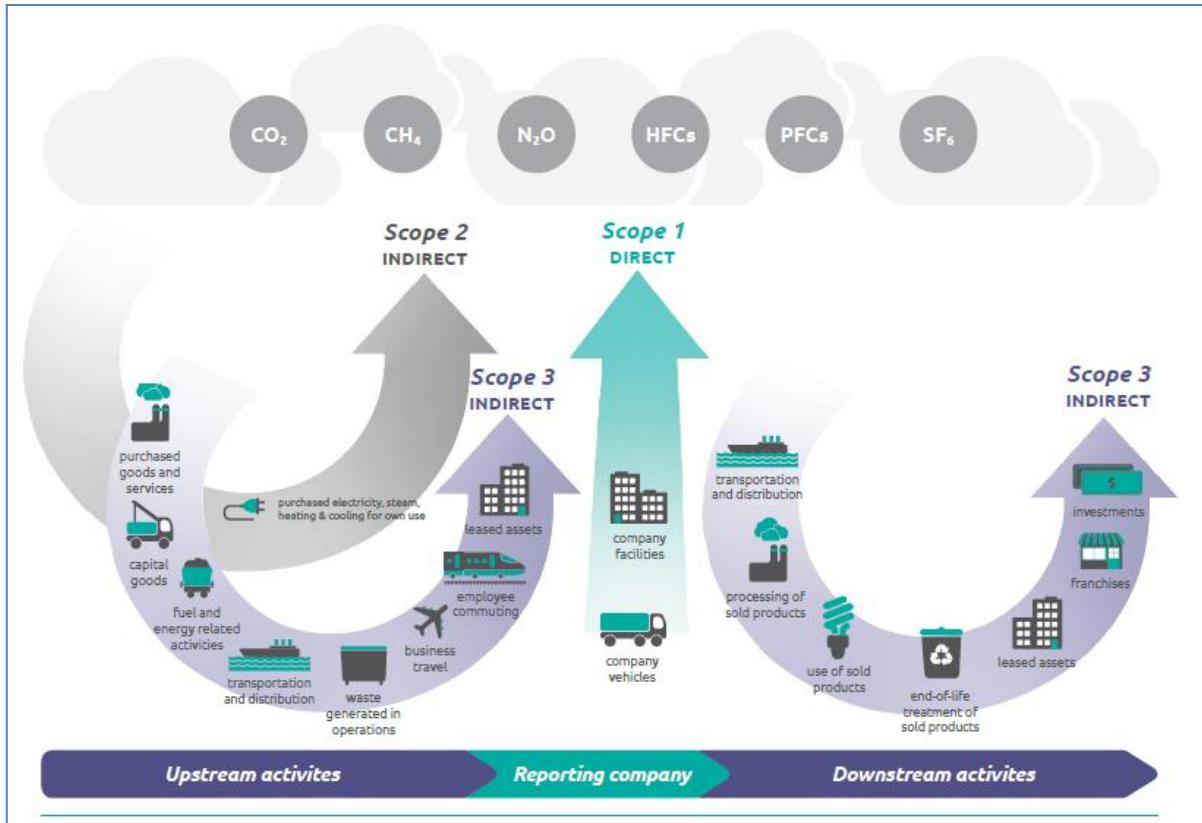 CO₂
CH₄
N₂O
HFCs
PFCs
SF₆
Scope 2
INDIRECT
Scope 1
DIRECT
Scope 3
INDIRECT
Scope 3
INDIRECT
purchased
goods and
services
capital
goods
fuel and
energy related
activities
transportation
and distribution
waste
generated in
operations
business
travel
employee
commuting
leased assets
purchased electricity, steam,
heating & cooling for own use
company
facilities
company
vehicles
transportation
and distribution
processing of
sold products
use of sold
products
end-of-life
treatment of
sold products
leased assets
franchises
$
investments
Upstream activites
Reporting company
Downstream activites